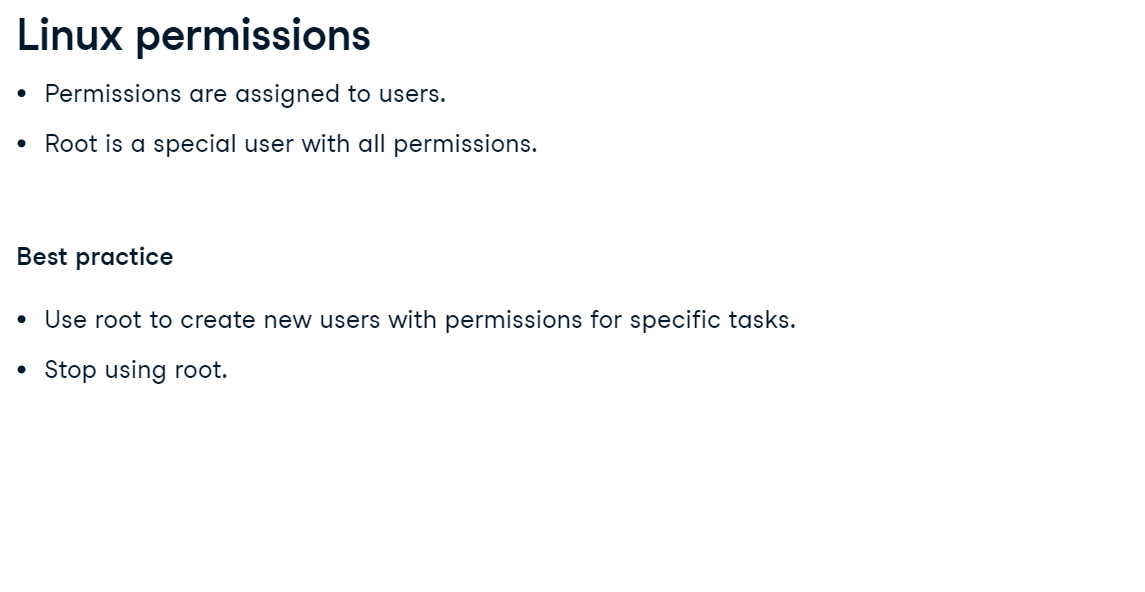 Linux permissions
• Permissions are assigned to users.
• Root is a special user with all permissions.
Best practice
• Use root to create new users with permissions for specific tasks.
• Stop using root.